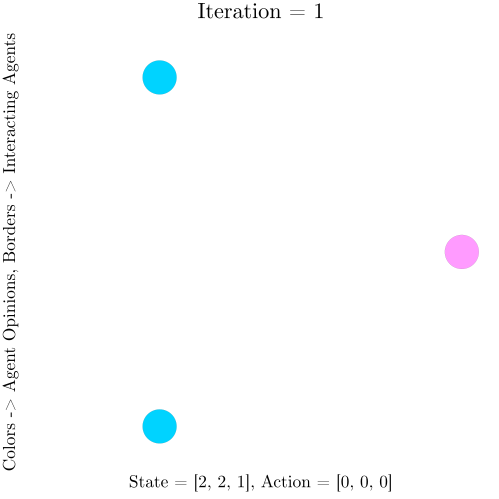 Iteration = 1
Colors -> Agent Opinions, Borders -> Interacting Agents
State = [2, 2, 1], Action = [0, 0, 0]